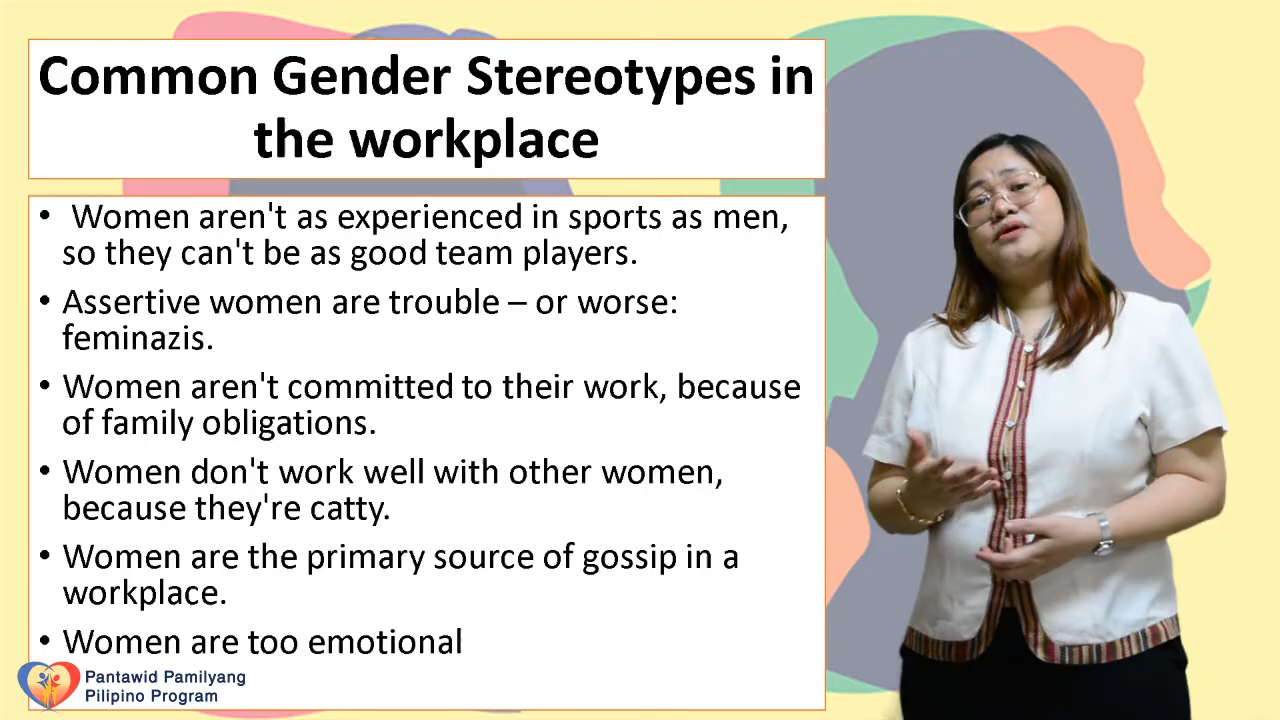 Common Gender Stereotypes in
the workplace
• Women aren't as experienced in sports as men,
so they can't be as good team players.
• Assertive women are trouble – or worse:
feminazis.
• Women aren't committed to their work, because
of family obligations.
• Women don't work well with other women,
because they're catty.
• Women are the primary source of gossip in a
workplace.
• Women are too emotional
Pantawid Pamilyang
Pilipino Program